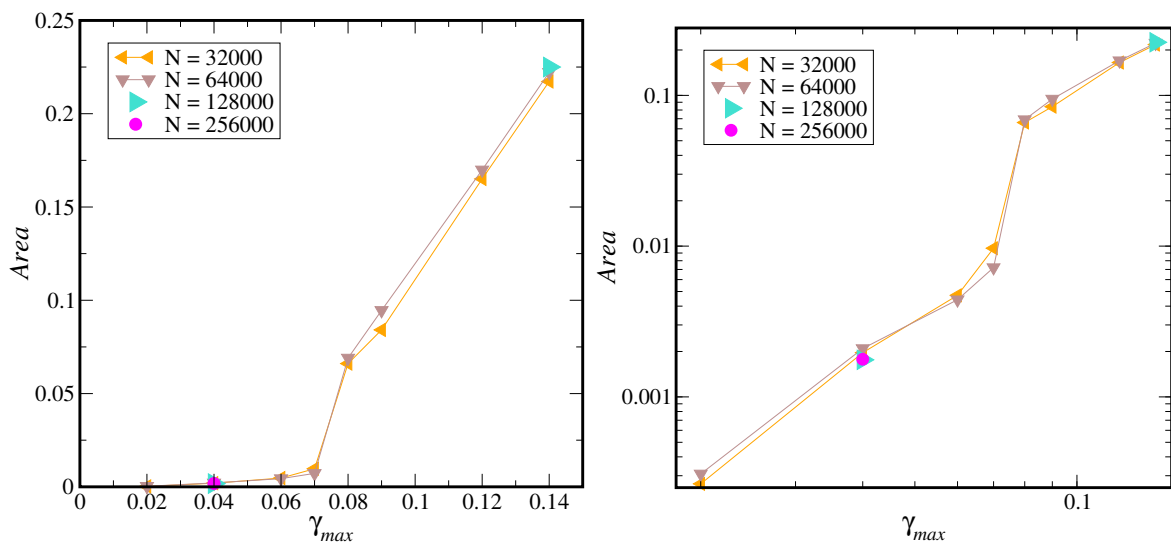 0.25
0.2
0.15
0.1
0.05
0
Area
N = 32000
N = 64000
N = 128000
N = 256000
0 0.02 0.04 0.06 0.08 0.10 0.12 0.14
γmax
0.1
0.01
0.001
Area
N = 32000
N = 64000
N = 128000
N = 256000
0.1
γmax